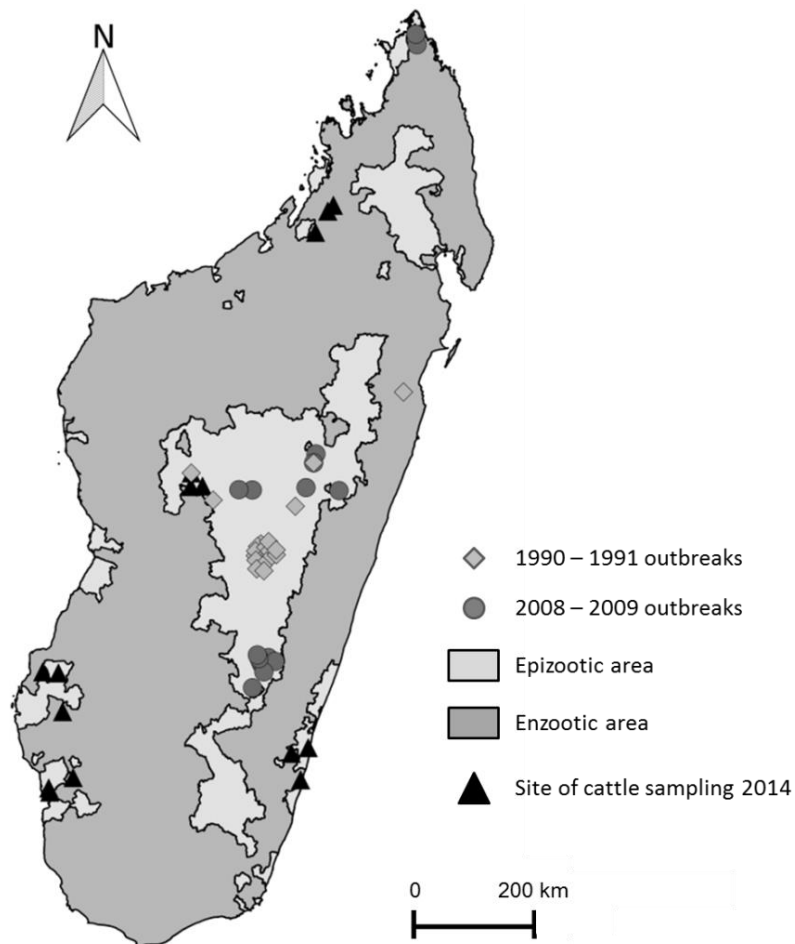 N
1990 – 1991 outbreaks
2008 – 2009 outbreaks
Epizootic area
Enzootic area
Site of cattle sampling 2014
0 200 km